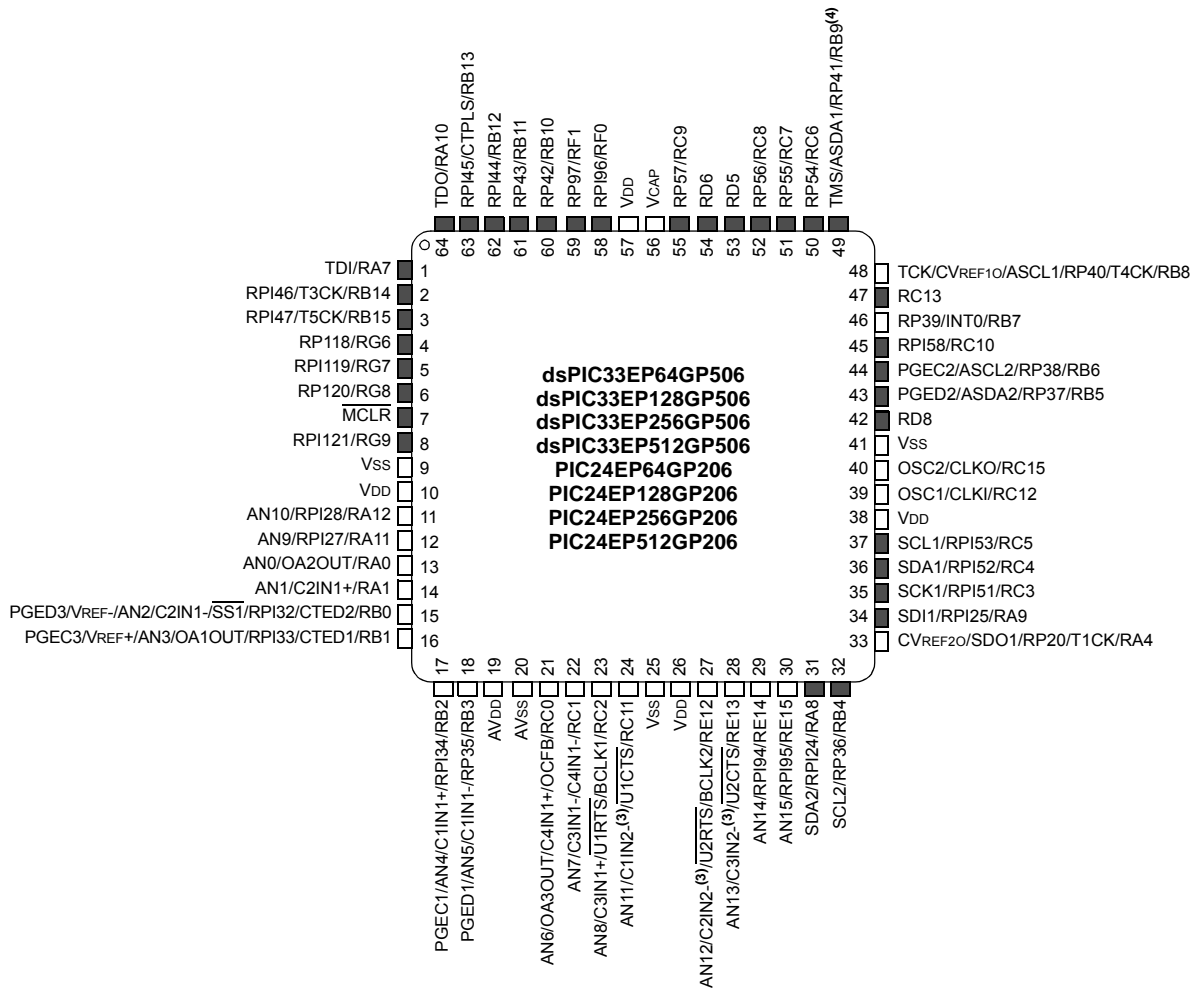 TDO/RA10
RPI45/CTPLS/RB13
RPI44/RB12
RP43/RB11
RP42/RB10
RP97/RF1
RPI96/RF0
VDD
VCAP
RP57/RC9
RD6
RD5
RP56/RC8
RP55/RC7
RP54/RC6
TMS/ASDA1/RP41/RB9(4)
64
63
62
61
60
59
58
57
56
55
54
53
52
51
50
49
TDI/RA7 1
RPI46/T3CK/RB14 2
RPI47/T5CK/RB15 3
RP118/RG6 4
RPI119/RG7 5
RP120/RG8 6
MCLR 7
RPI121/RG9 8
VSS 9
VDD 10
AN10/RPI28/RA12 11
AN9/RPI27/RA11 12
AN0/OA2OUT/RA0 13
AN1/C2IN1+/RA1 14
PGED3/VREF-/AN2/C2IN1-/SS1/RPI32/CTED2/RB0 15
PGEC3/VREF+/AN3/OA1OUT/RPI33/CTED1/RB1 16
dsPIC33EP64GP506
dsPIC33EP128GP506
dsPIC33EP256GP506
dsPIC33EP512GP506
PIC24EP64GP206
PIC24EP128GP206
PIC24EP256GP206
PIC24EP512GP206
48 TCK/CVREF1O/ASCL1/RP40/T4CK/RB8
47 RC13
46 RP39/INT0/RB7
45 RPI58/RC10
44 PGEC2/ASCL2/RP38/RB6
43 PGED2/ASDA2/RP37/RB5
42 RD8
41 VSS
40 OSC2/CLKO/RC15
39 OSC1/CLKI/RC12
38 VDD
37 SCL1/RPI53/RC5
36 SDA1/RPI52/RC4
35 SCK1/RPI51/RC3
34 SDI1/RPI25/RA9
33 CVREF2O/SDO1/RP20/T1CK/RA4
17
18
19
20
21
22
23
24
25
26
27
28
29
30
31
32
PGEC1/AN4/C1IN1+/RPI34/RB2
PGED1/AN5/C1IN1-/RP35/RB3
AVDD
AVSS
AN6/OA3OUT/C4IN1+/OCFB/RC0
AN7/C3IN1-/C4IN1-/RC1
AN8/C3IN1+/U1RTS/BCLK1/RC2
AN11/C1IN2-(3)/U1CTS/RC11
VSS
VDD
AN12/C2IN2-(3)/U2RTS/BCLK2/RE12
AN13/C3IN2-(3)/U2CTS/RE13
AN14/RPI94/RE14
AN15/RPI95/RE15
SDA2/RPI24/RA8
SCL2/RP36/RB4